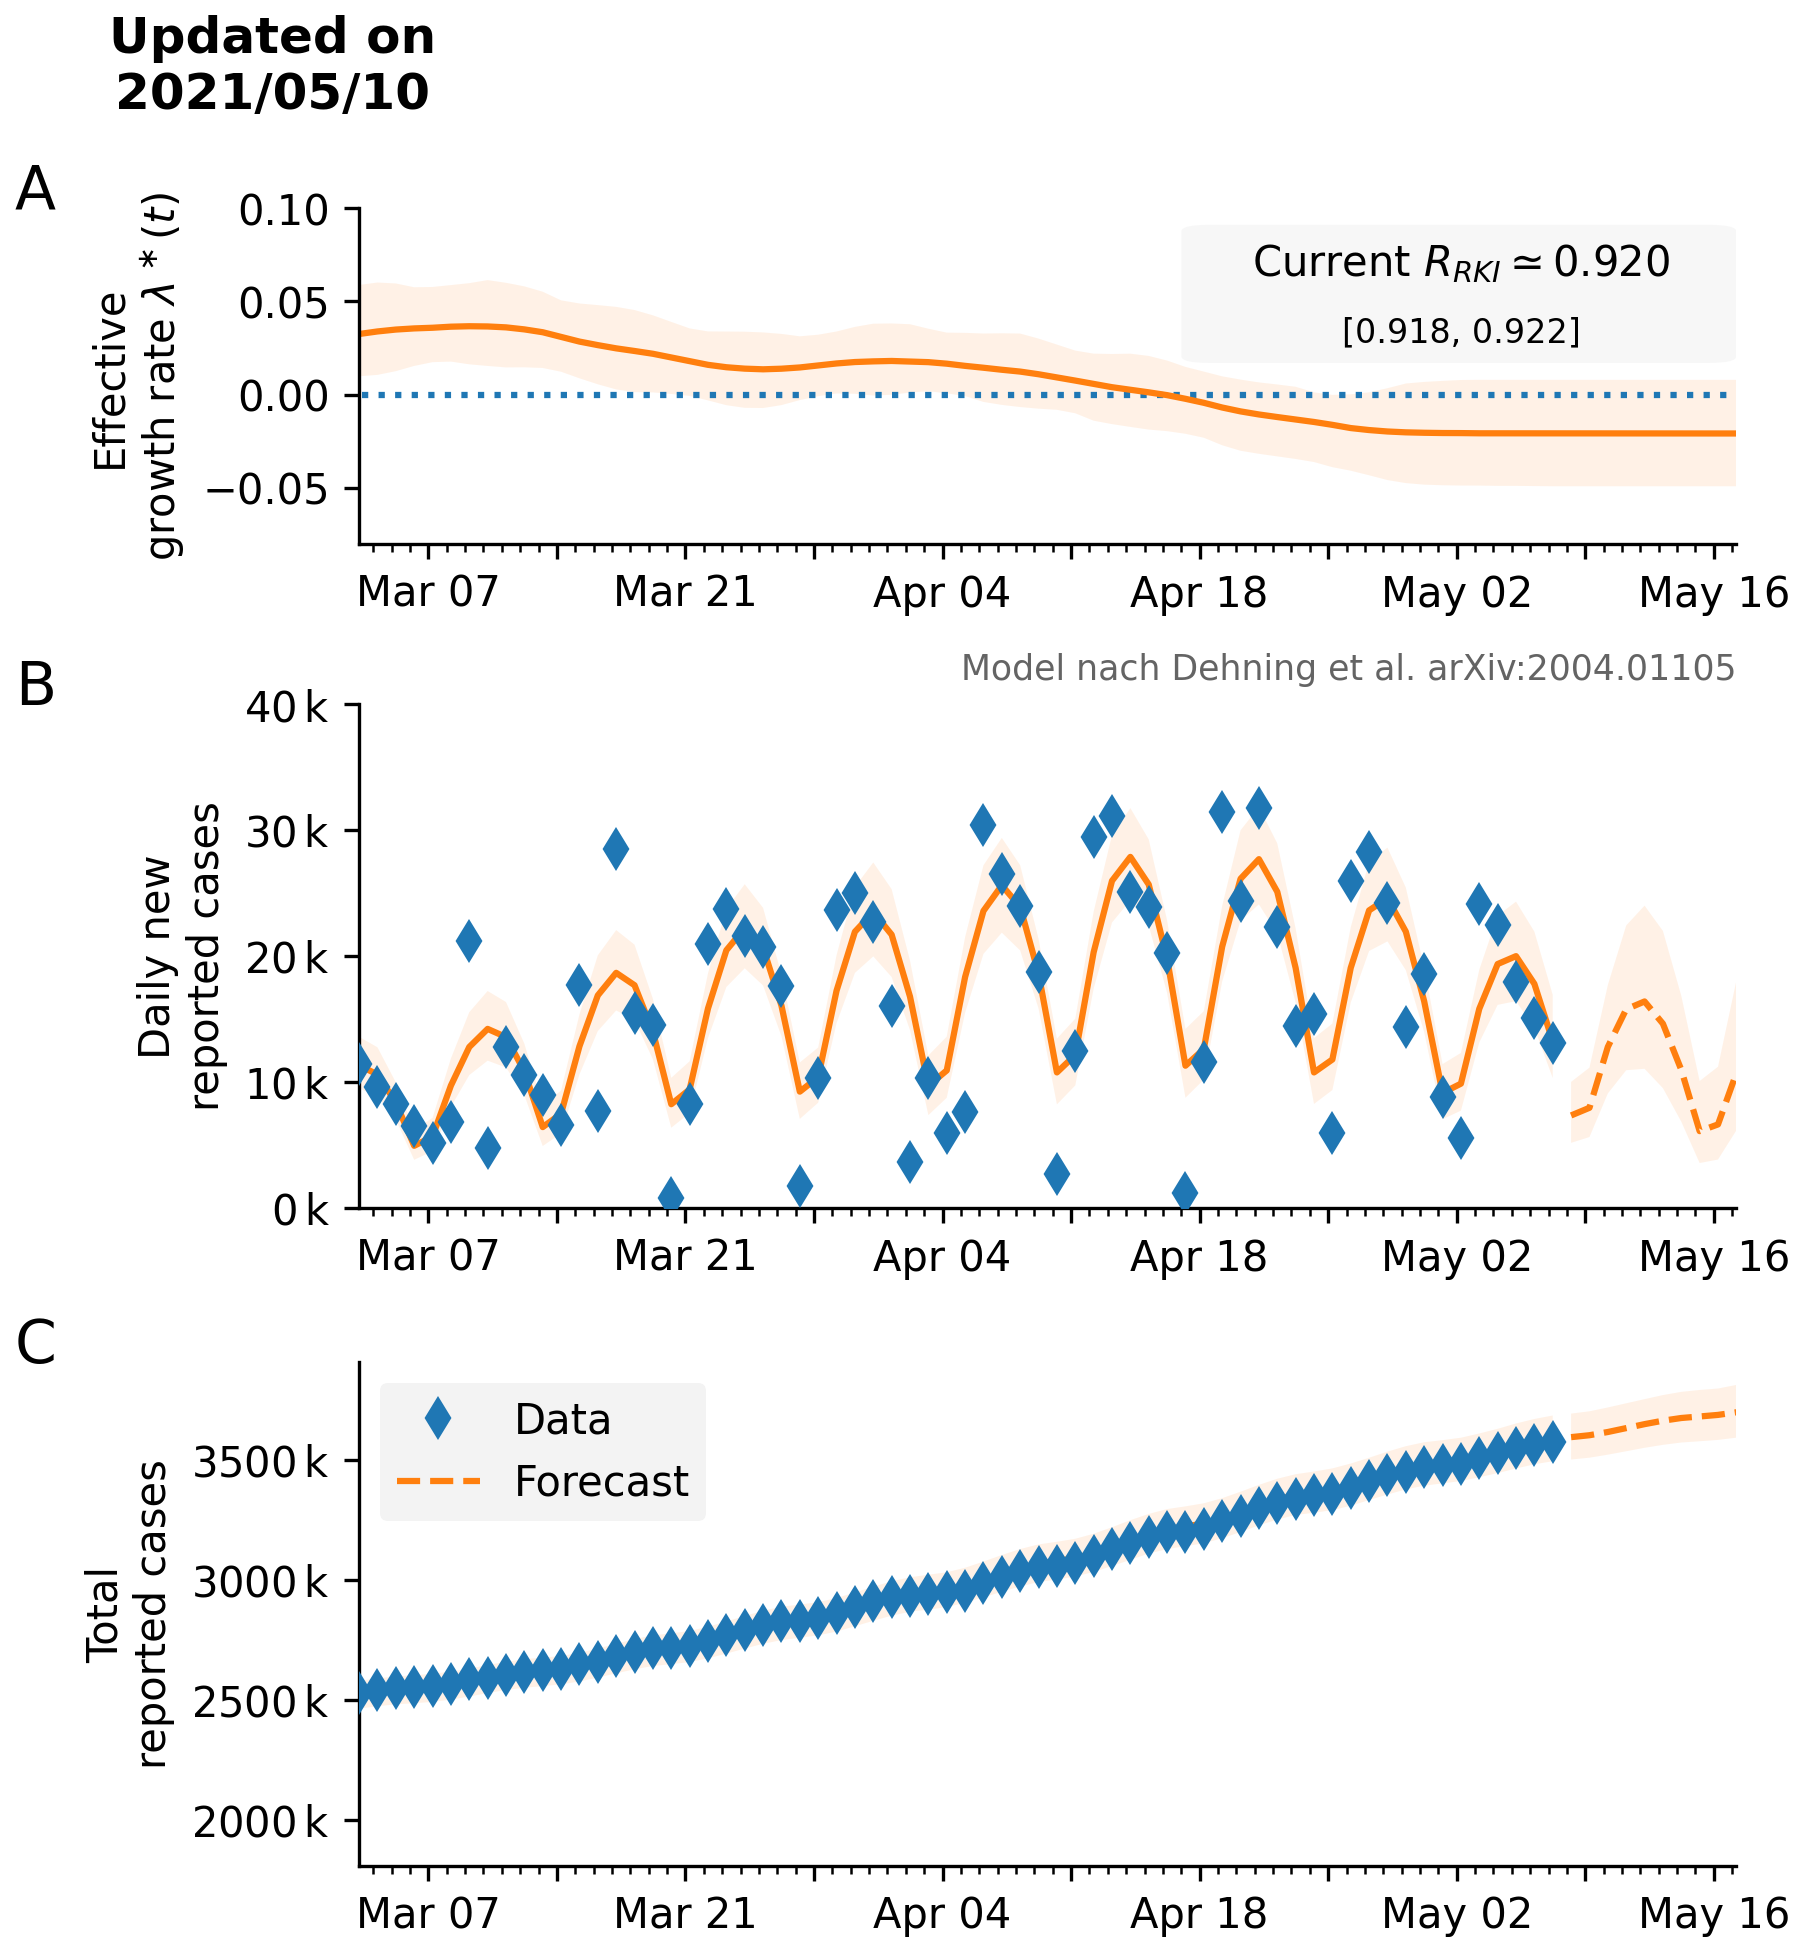 Updated on
2021/05/10
A
Effective
growth rate λ * (t)
0.10
0.05
0.00
−0.05
Current R_RKI ≃ 0.920
[0.918, 0.922]
Mar 07 Mar 21 Apr 04 Apr 18 May 02 May 16
B
Model nach Dehning et al. arXiv:2004.01105
Daily new
reported cases
40 k
30 k
20 k
10 k
0 k
Mar 07 Mar 21 Apr 04 Apr 18 May 02 May 16
C
Total
reported cases
Data
Forecast
3500 k
3000 k
2500 k
2000 k
Mar 07 Mar 21 Apr 04 Apr 18 May 02 May 16